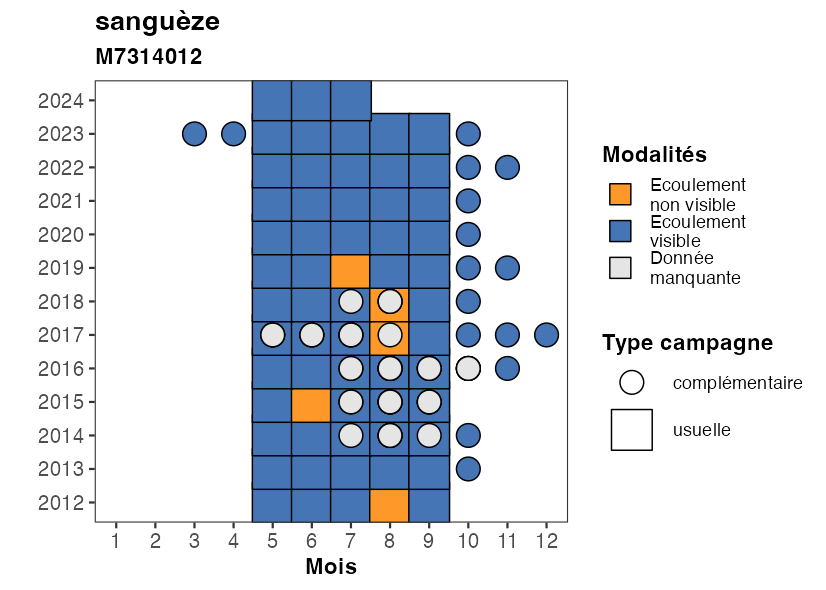 sanguèze
M7314012
2024
2023
2022
2021
2020
2019
2018
2017
2016
2015
2014
2013
2012
1 2 3 4 5 6 7 8 9 10 11 12
Mois
Modalités
Ecoulement
non visible
Ecoulement
visible
Donnée
manquante
Type campagne
complémentaire
usuelle